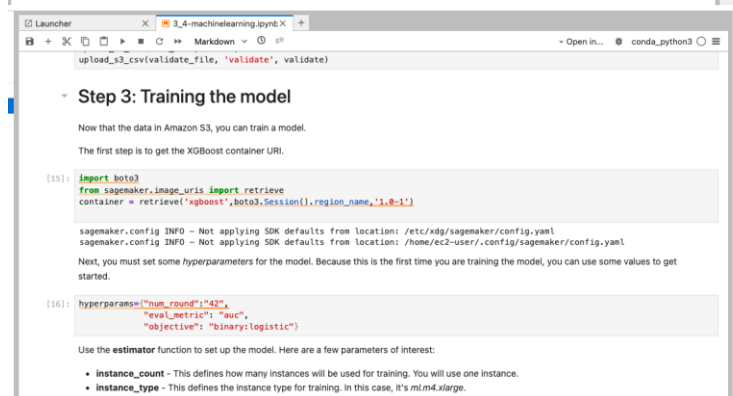 Launcher
3_4-machinelearning.ipynb
Markdown
Open in...
conda_python3
upload_s3_csv(validate_file, 'validate', validate)
Step 3: Training the model
Now that the data in Amazon S3, you can train a model.
The first step is to get the XGBoost container URI.
[15]: import boto3
from sagemaker.image_uris import retrieve
container = retrieve('xgboost',boto3.Session().region_name,'1.0-1')
sagemaker.config INFO - Not applying SDK defaults from location: /etc/xdg/sagemaker/config.yaml
sagemaker.config INFO - Not applying SDK defaults from location: /home/ec2-user/.config/sagemaker/config.yaml
Next, you must set some hyperparameters for the model. Because this is the first time you are training the model, you can use some values to get
started.
[16]: hyperparams={"num_round":"42",
"eval_metric": "auc",
"objective": "binary:logistic"}
Use the estimator function to set up the model. Here are a few parameters of interest:
• instance_count - This defines how many instances will be used for training. You will use one instance.
• instance_type - This defines the instance type for training. In this case, it's ml.m4.xlarge.